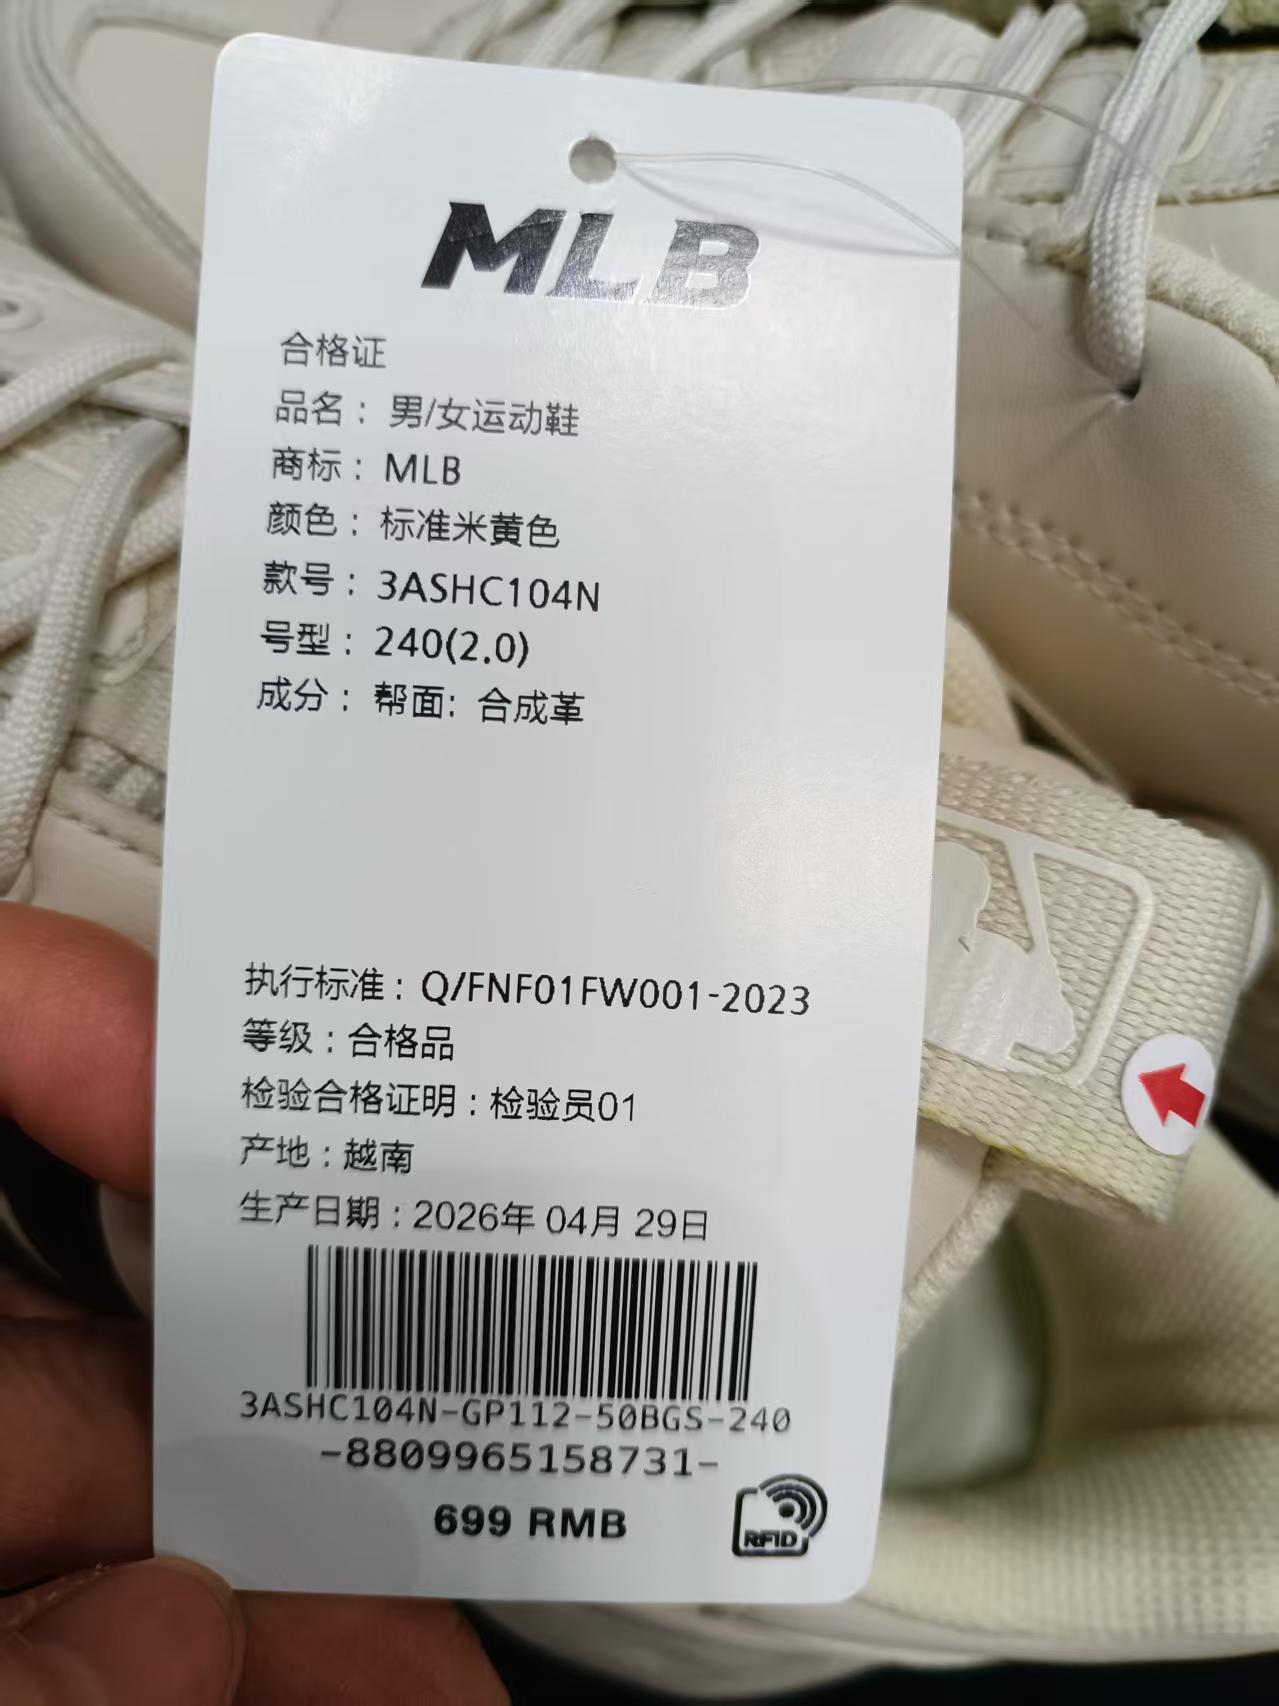 MLB
合格证
品名：男/女运动鞋
商标：MLB
颜色：标准米黄色
款号：3ASHC104N
号型：240(2.0)
成分：帮面：合成革
执行标准：Q/FNF01FW001-2023
等级：合格品
检验合格证明：检验员01
产地：越南
生产日期：2026年 04月 29日
3ASHC104N-GP112-50BGS-240
-8809965158731-
699 RMB
RFID